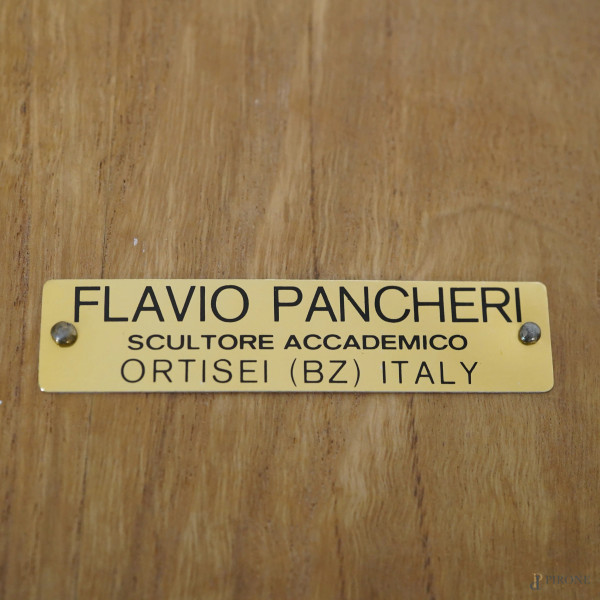 FLAVIO PANCHERI
SCULTORE ACCADEMICO
ORTISEI (BZ) ITALY